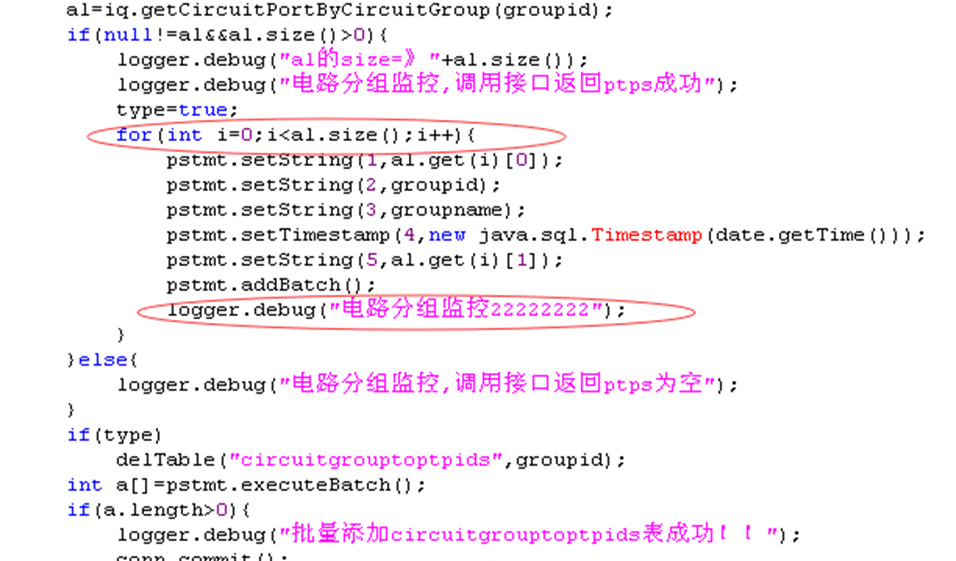 al=iq.getCircuitPortByCircuitGroup(groupid);
if(null!=al&&al.size()>0){
logger.debug("al的size=》"+al.size());
logger.debug("电路分组监控,调用接口返回ptps成功");
type=true;
for(int i=0;i<al.size();i++){
pstmt.setString(1,al.get(i)[0]);
pstmt.setString(2,groupid);
pstmt.setString(3,groupname);
pstmt.setTimestamp(4,new java.sql.Timestamp(date.getTime()));
pstmt.setString(5,al.get(i)[1]);
pstmt.addBatch();
logger.debug("电路分组监控22222222");
}
}else{
logger.debug("电路分组监控,调用接口返回ptps为空");
}
if(type)
delTable("circuitgrouptoptpids",groupid);
int a[]=pstmt.executeBatch();
if(a.length>0){
logger.debug("批量添加circuitgrouptoptpids表成功！！");
conn.commit();